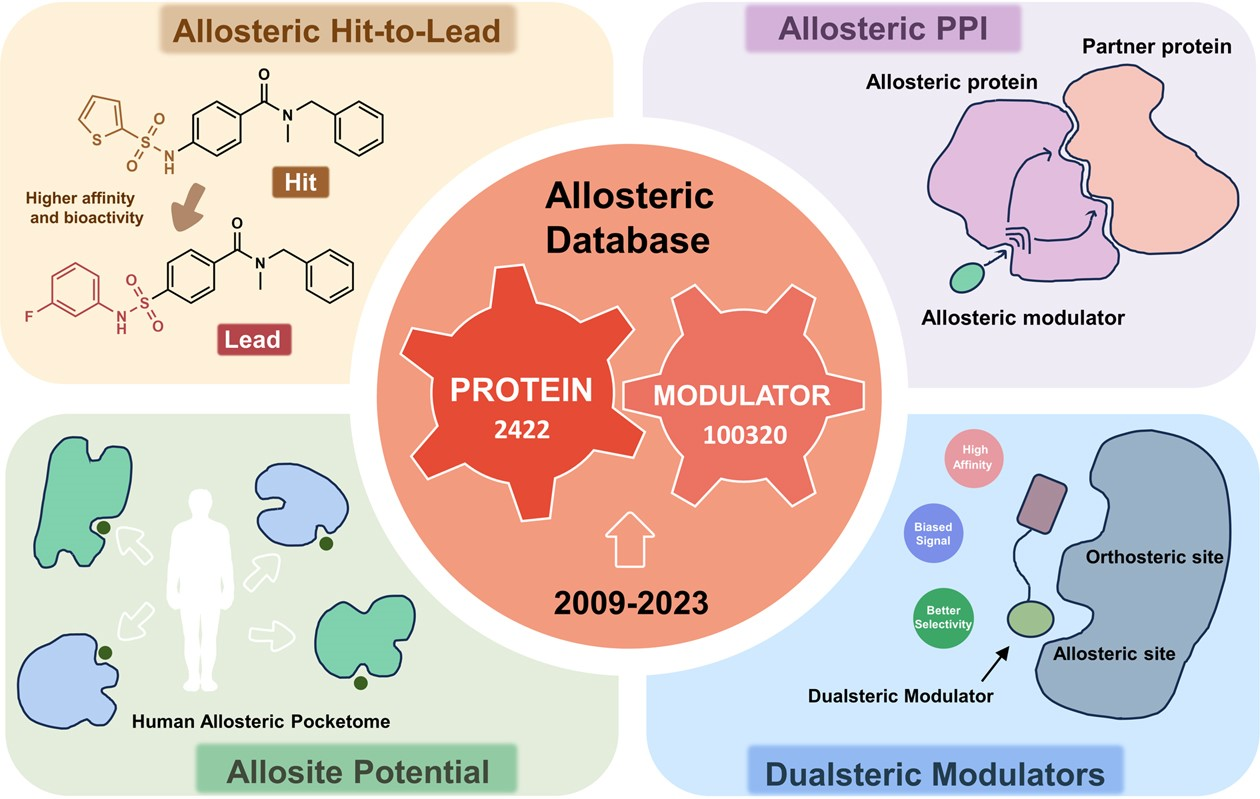 Allosteric Hit-to-Lead
O
N
S
O
S
O
N
H
Hit
Higher affinity
and bioactivity
O
N
O
S
O
N
H
F
Lead
Allosteric PPI
Partner protein
Allosteric protein
Allosteric modulator
Allosteric
Database
PROTEIN
2422
MODULATOR
100320
2009-2023
Human Allosteric Pocketome
Allosite Potential
High
Affinity
Biased
Signal
Better
Selectivity
Orthosteric site
Allosteric site
Dualsteric Modulator
Dualsteric Modulators